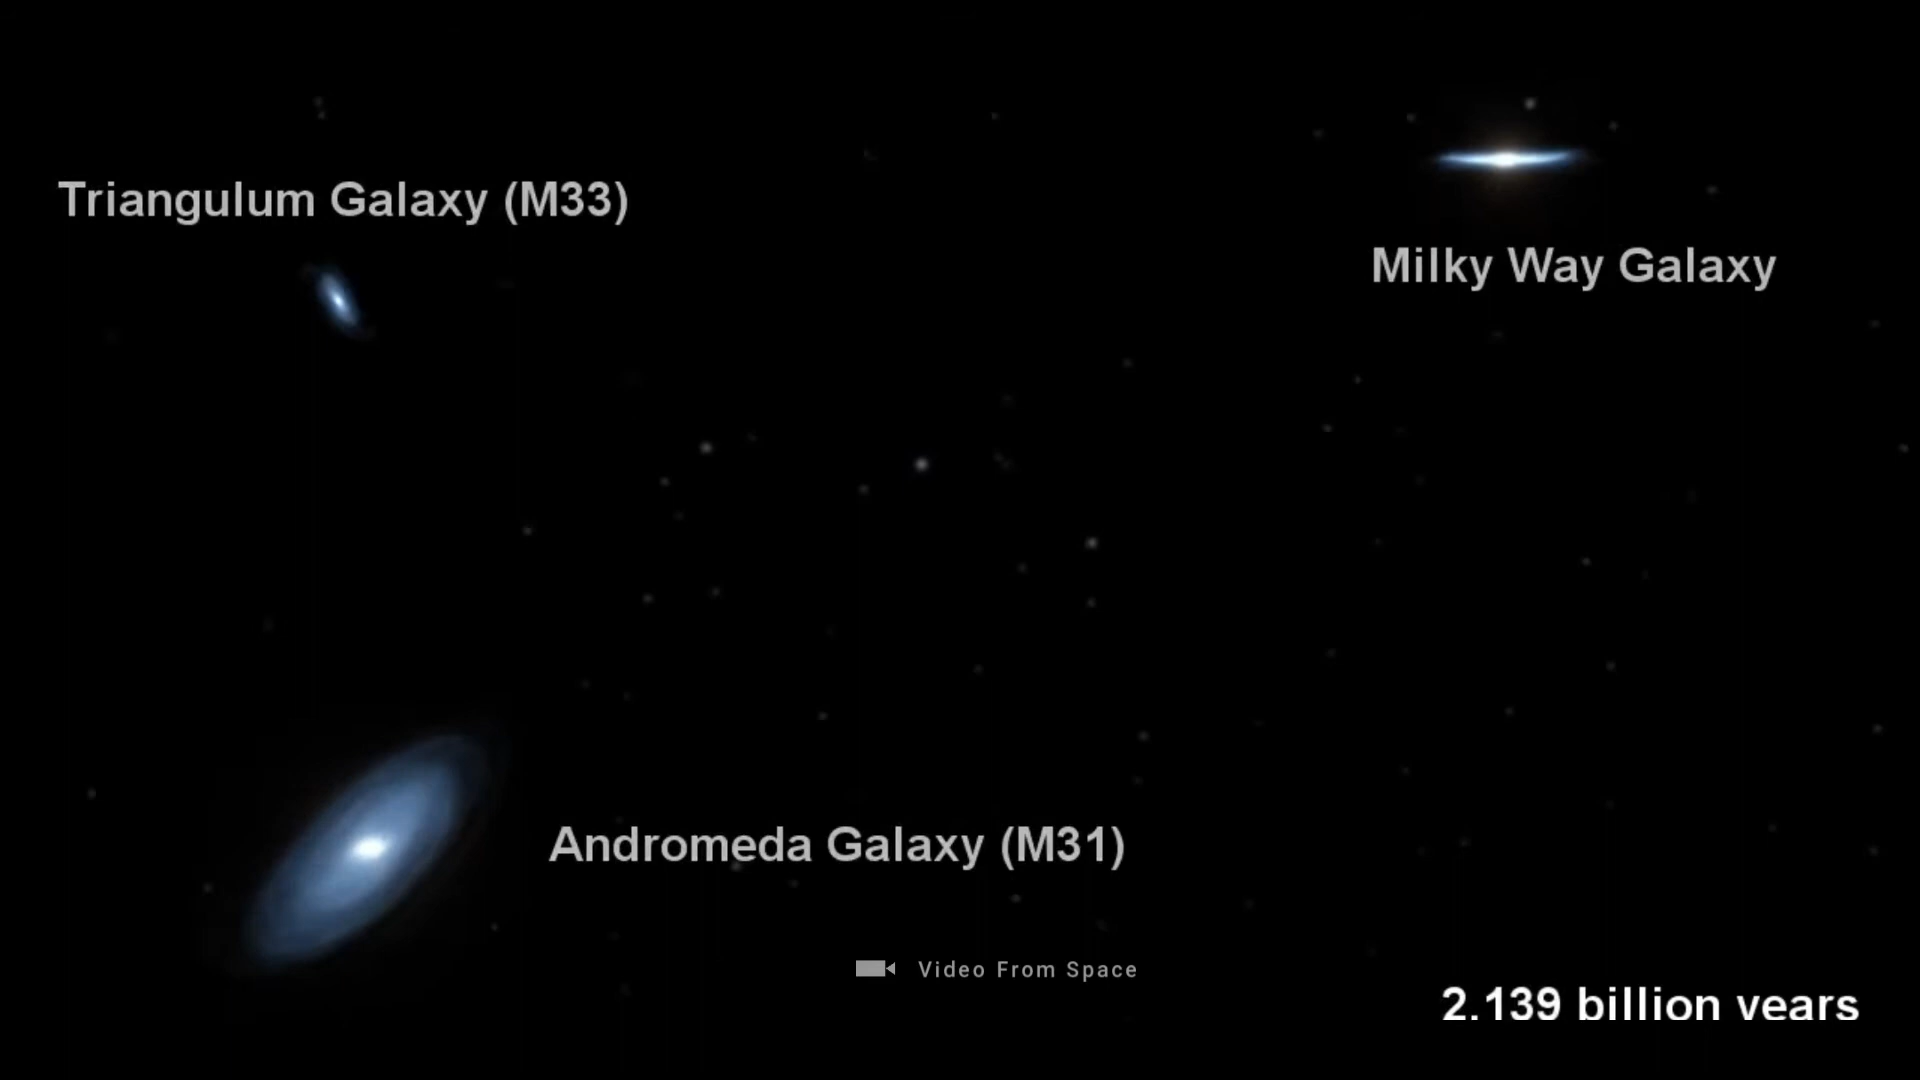 Triangulum Galaxy (M33)
Milky Way Galaxy
Andromeda Galaxy (M31)
Video From Space
2.139 billion years